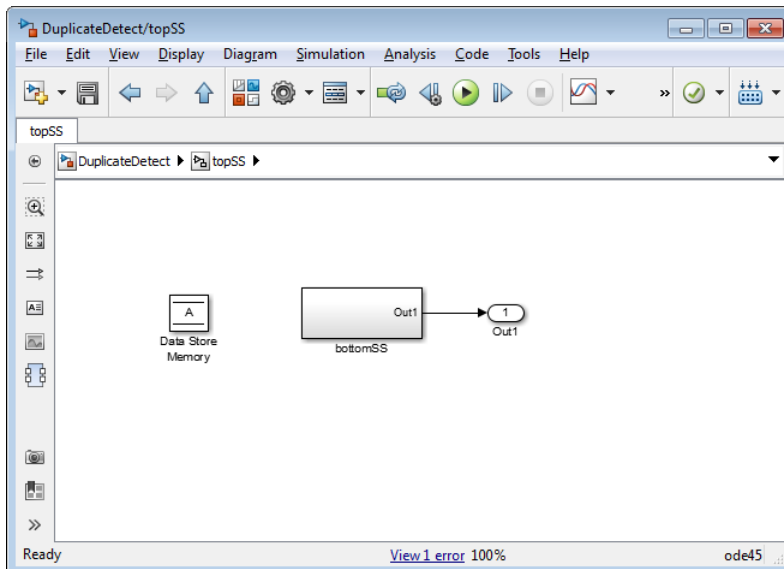 DuplicateDetect/topSS
File Edit View Display Diagram Simulation Analysis Code Tools Help
»
topSS
DuplicateDetect topSS
A
Data Store
Memory
Out1
bottomSS
1
Out1
»
Ready View 1 error 100% ode45